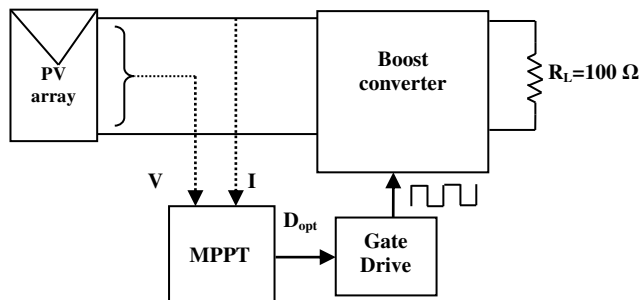 PV
array
Boost
converter
R_L=100 Ω
V
I
MPPT
D_opt
Gate
Drive